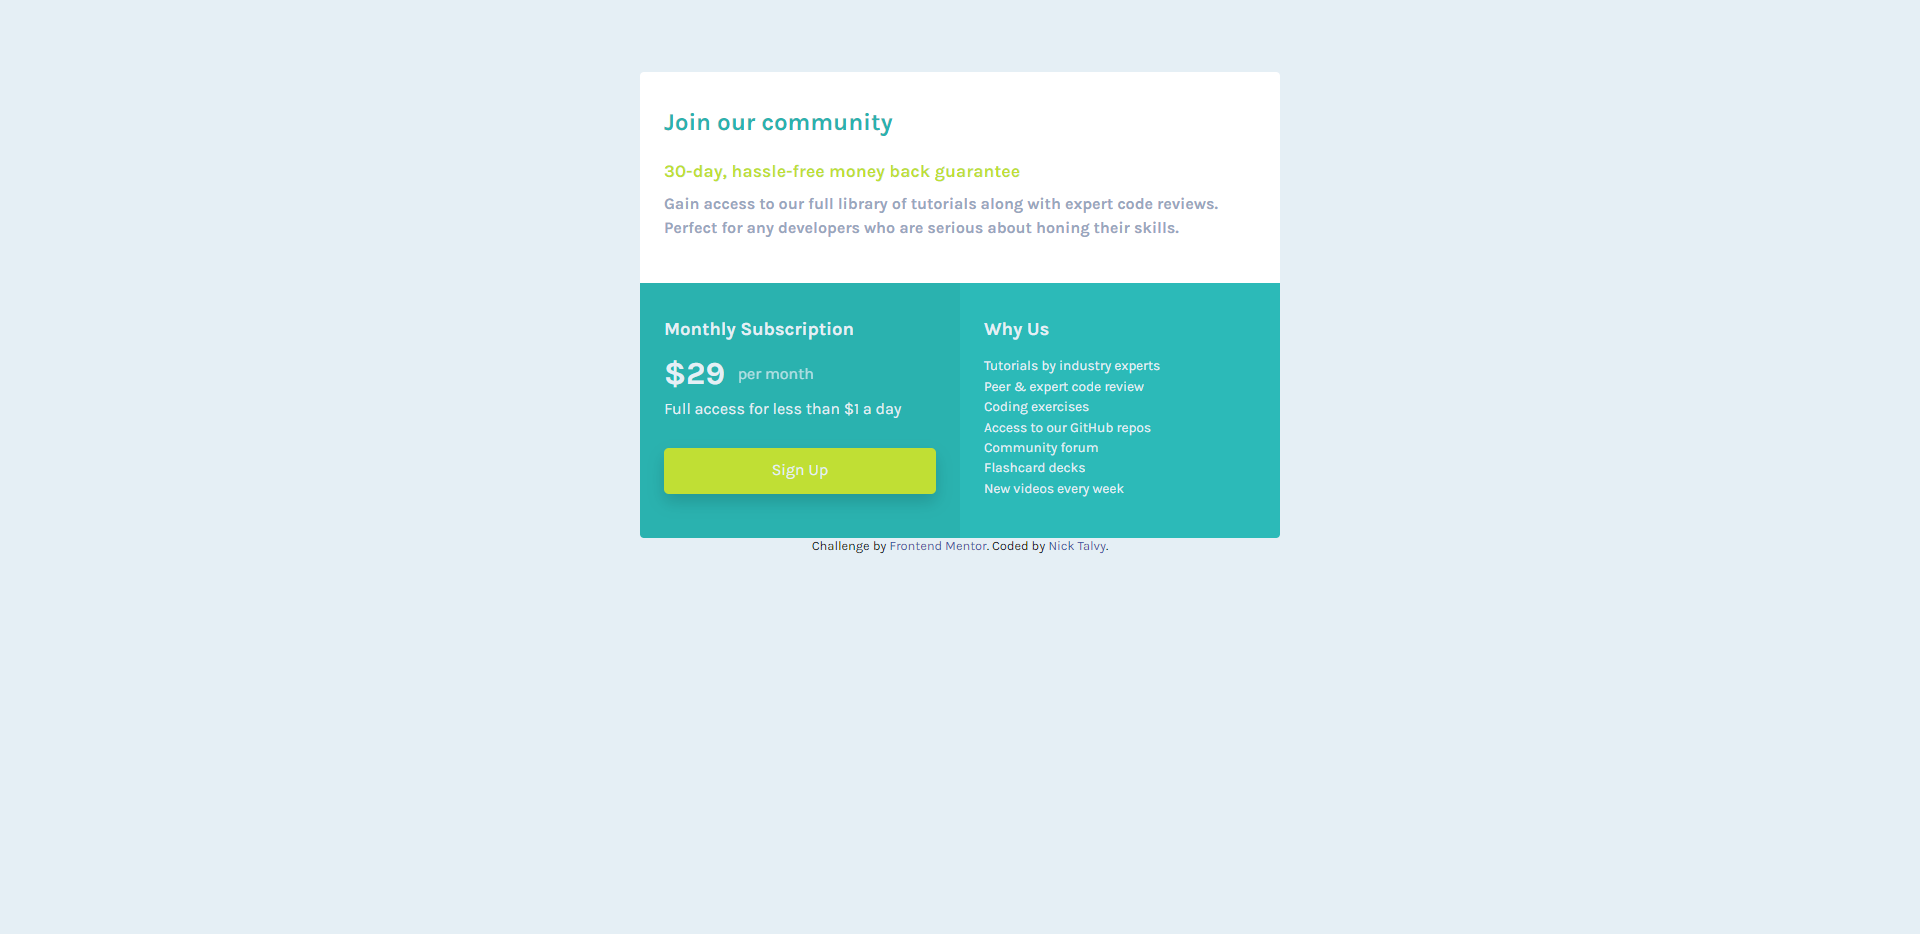 Join our community
30-day, hassle-free money back guarantee
Gain access to our full library of tutorials along with expert code reviews.
Perfect for any developers who are serious about honing their skills.
Monthly Subscription
$29 per month
Full access for less than $1 a day
Sign Up
Why Us
Tutorials by industry experts
Peer & expert code review
Coding exercises
Access to our GitHub repos
Community forum
Flashcard decks
New videos every week
Challenge by Frontend Mentor. Coded by Nick Talvy.